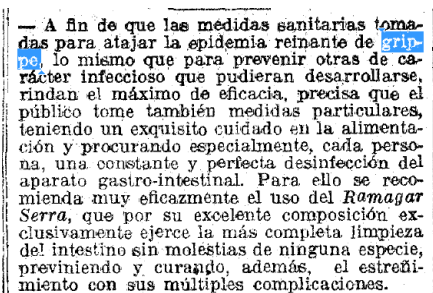 — A fin de que las medidas sanitarias toma-
das para atajar la epidemia reinante de grip-
pe, lo mismo que para prevenir otras de ca-
rácter infeccioso que pudieran desarrollarse,
rindan el máximo de eficacia, precisa que el
público tome también medidas particulares,
teniendo un exquisito cuidado en la alimenta-
ción y procurando especialmente, cada perso-
na, una constante y perfecta desinfección del
aparato gastro-intestinal. Para ello se reco-
mienda muy eficazmente el uso del Ramagar
Serra, que por su excelente composición ex-
clusivamente ejerce la más completa limpieza
del intestino sin molestias de ninguna especie,
previniendo y curando, además, el estreñi-
miento con sus múltiples complicaciones.